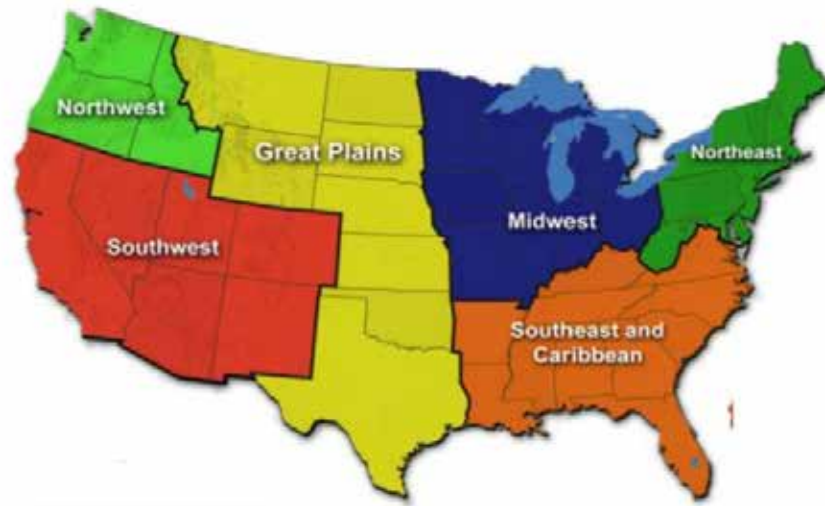 Northwest
Great Plains
Northeast
Midwest
Southwest
Southeast and
Caribbean